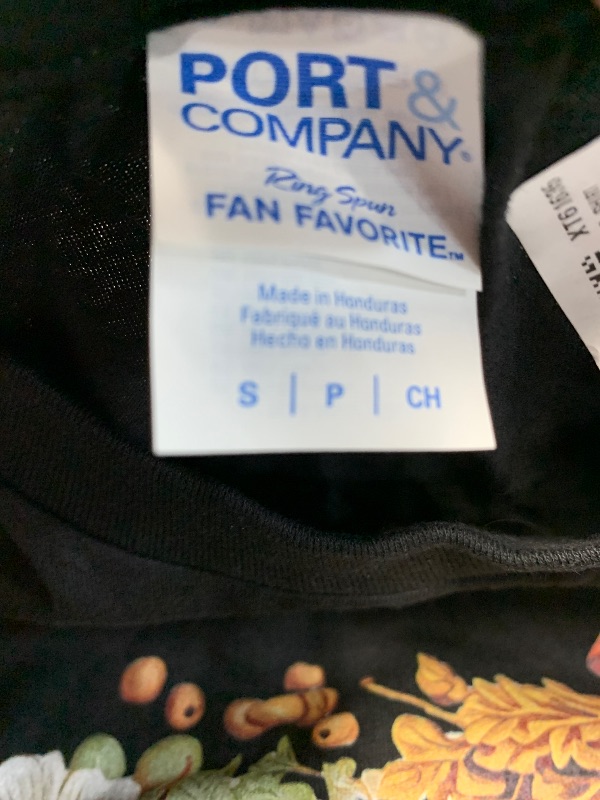 PORT &
COMPANY®
Ring Spun
FAN FAVORITE™
Made in Honduras
Fabriqué au Honduras
Hecho en Honduras
S | P | CH